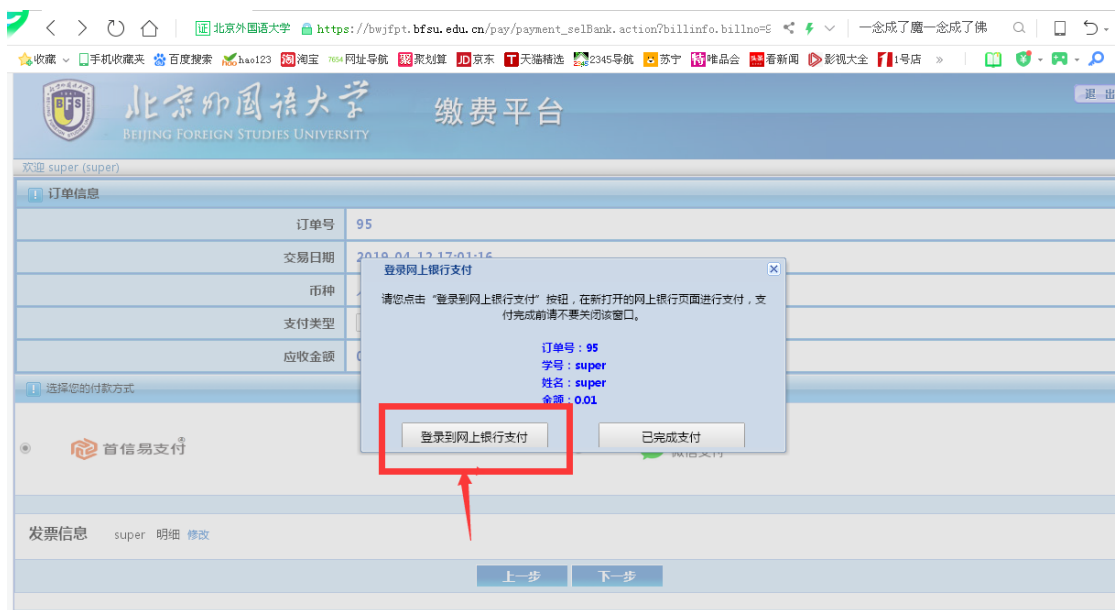 证 北京外国语大学 https://bwjfpt.bfsu.edu.cn/pay/payment_selBank.action?billinfo.billno=9 一念成了魔一念成了佛
收藏 手机收藏夹 百度搜索 hao123 淘宝 网址导航 聚划算 JD京东 T天猫精选 2345导航 苏宁 特唯品会 看新闻 影视大全 1号店 »
BFSU 北京外国语大学 缴费平台 退 出
BEIJING FOREIGN STUDIES UNIVERSITY
欢迎 super (super)
订单信息
订单号 95
交易日期 2019-04-12 17:01:16
登录网上银行支付
币种
请您点击“登录到网上银行支付”按钮，在新打开的网上银行页面进行支付，支
付完成前请不要关闭该窗口。
支付类型
订单号：95
应收金额
学号：super
姓名：super
选择您的付款方式
金额：0.01
登录到网上银行支付 已完成支付
首信易支付 微信支付
发票信息 super 明细 修改
上一步 下一步